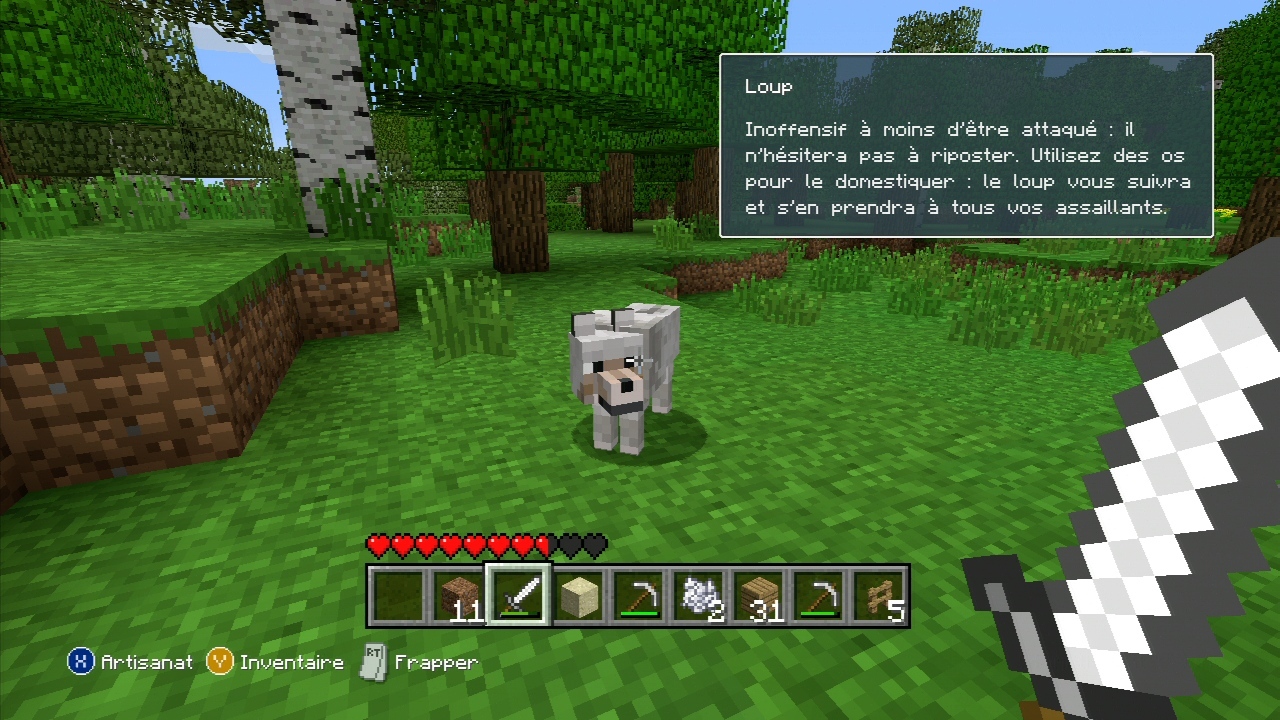 Loup
Inoffensif à moins d'être attaqué : il
n'hésitera pas à riposter. Utilisez des os
pour le domestiquer : le loup vous suivra
et s'en prendra à tous vos assaillants.
11 2 31 5
X Artisanat Y Inventaire RT Frapper